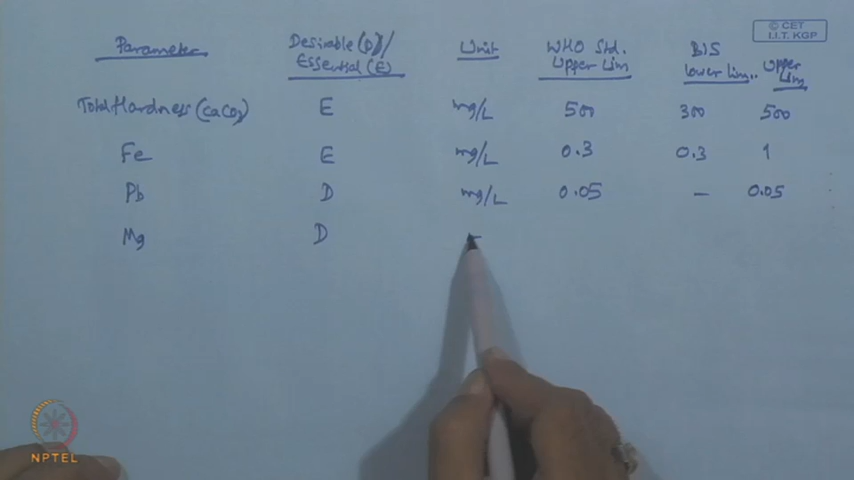 © CET
I.I.T. KGP
Parameter Desirable (D)/ Essential (E) Unit WHO Std. Upper Lim BIS lower lim.. Upper Lim
Total Hardness (CaCO3) E mg/L 500 300 500
Fe E mg/L 0.3 0.3 1
Pb D mg/L 0.05 - 0.05
Mg D
NPTEL